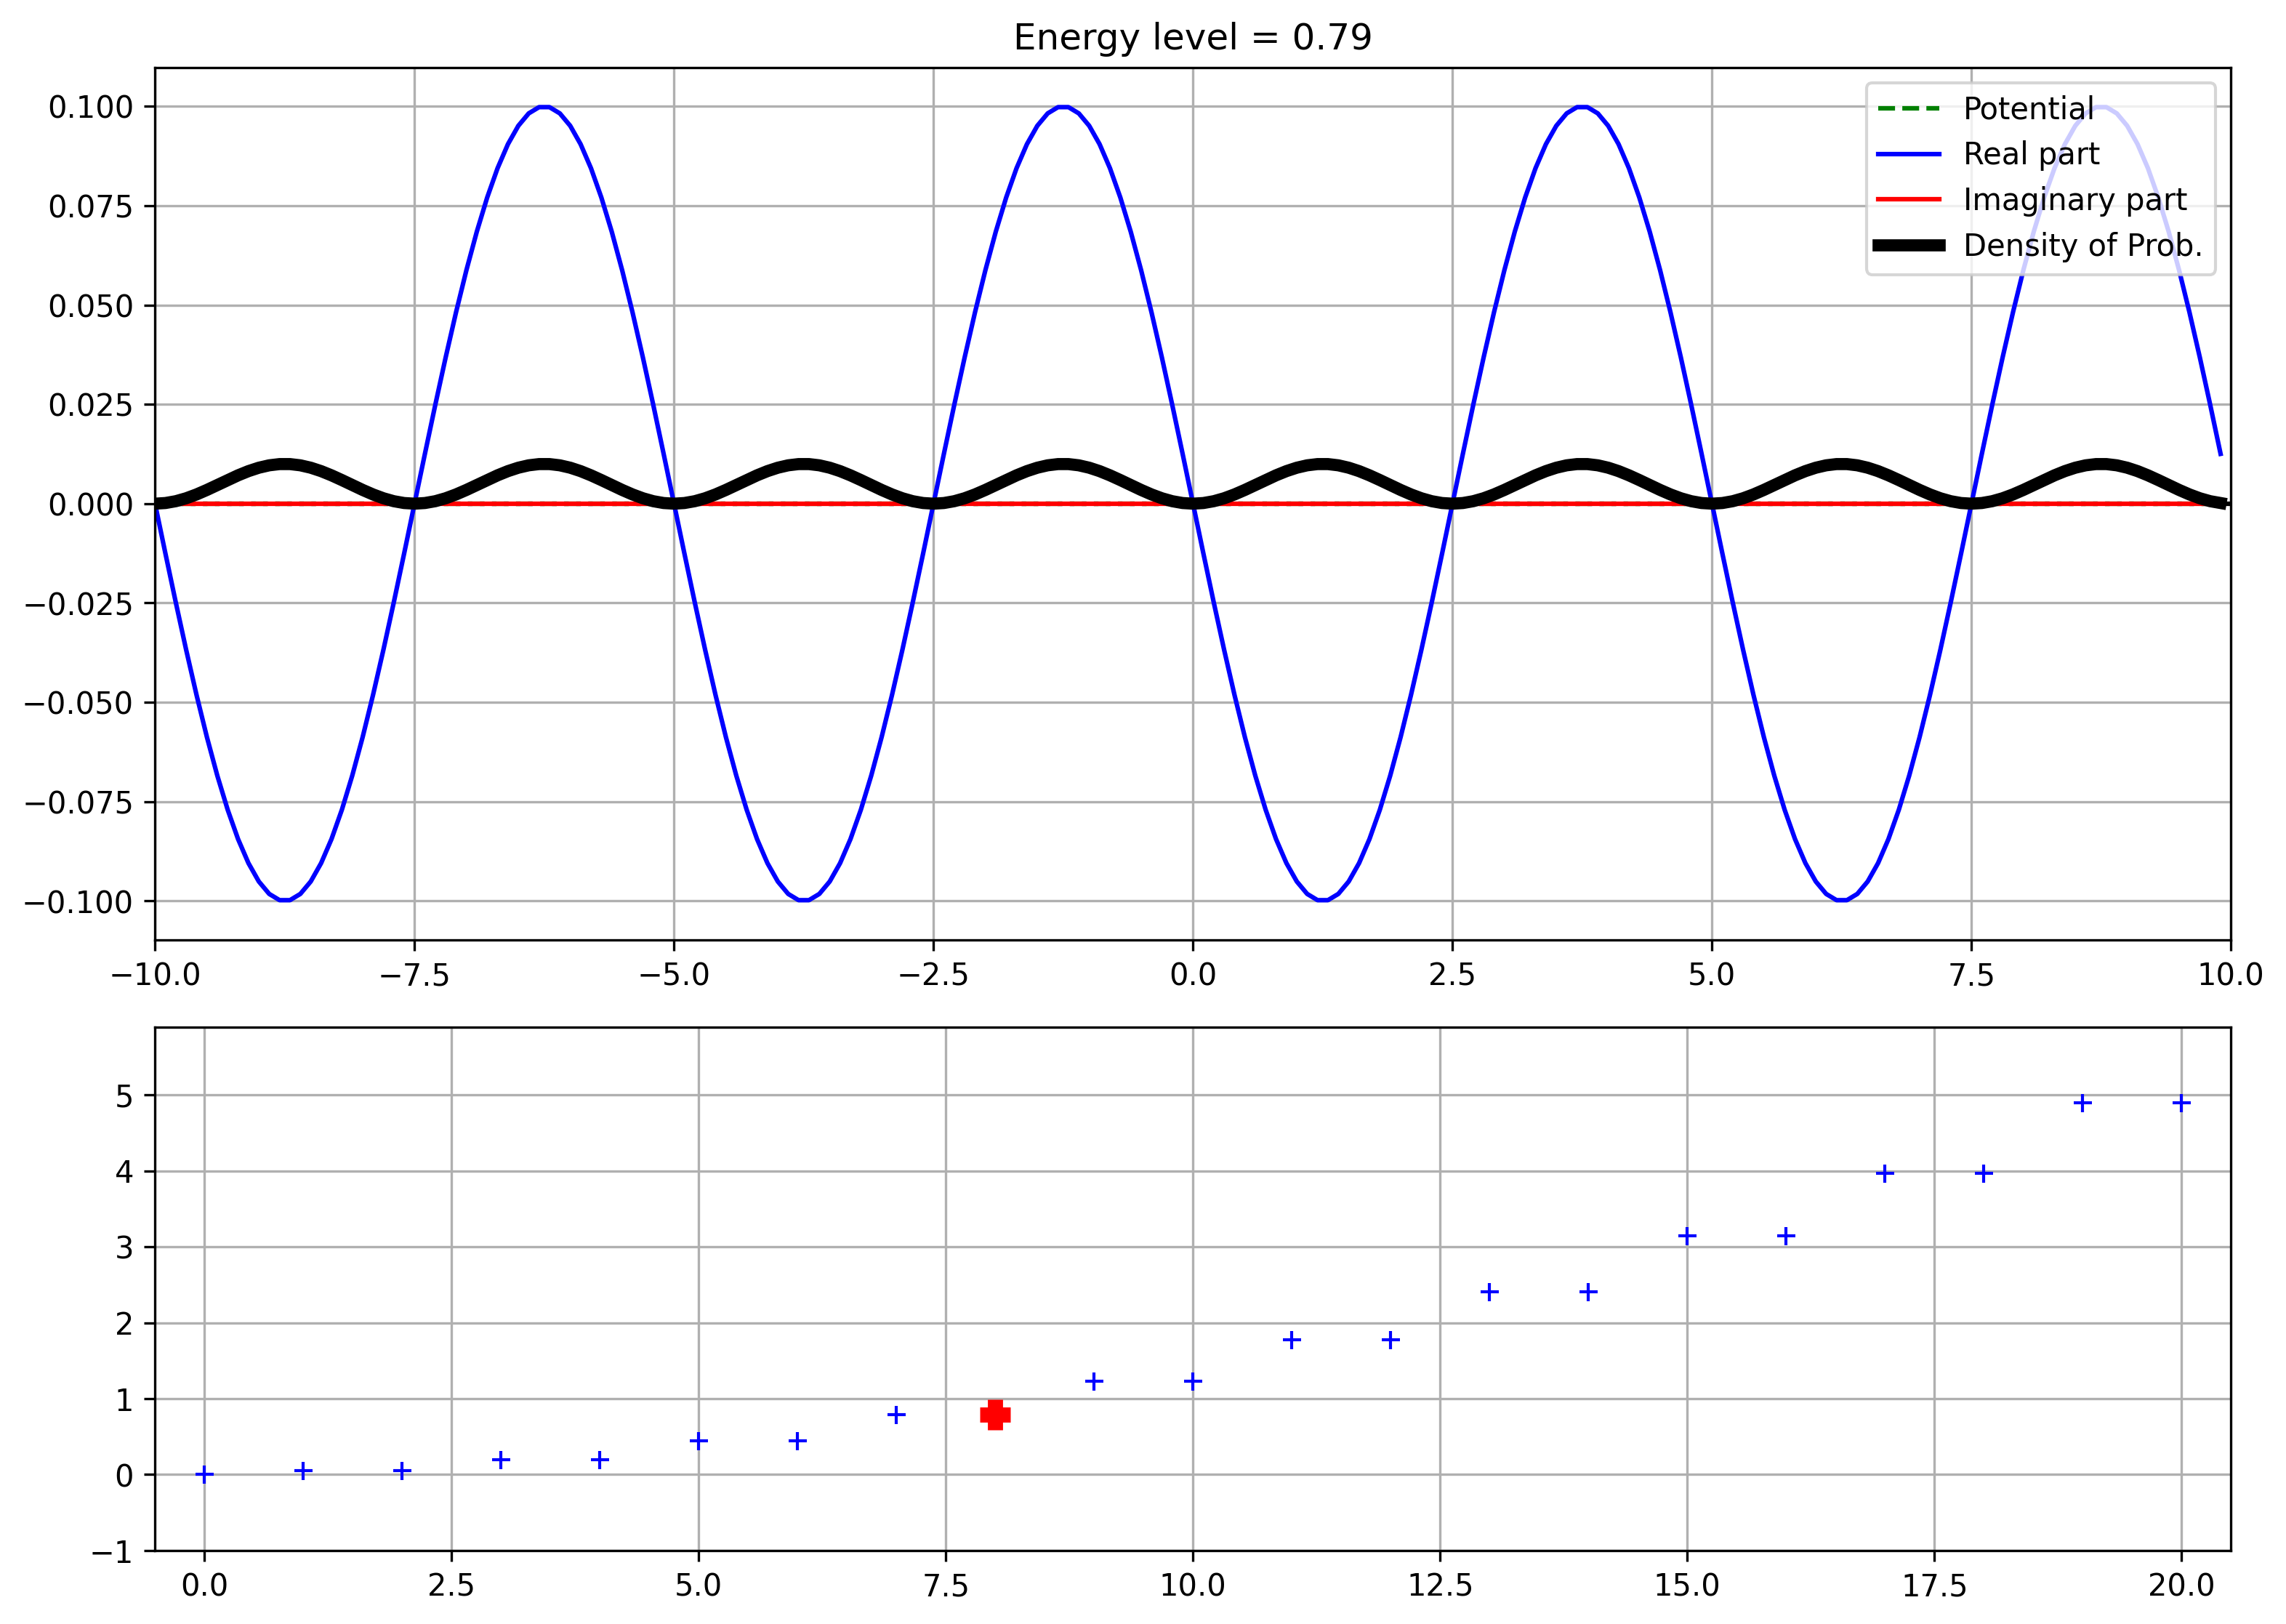 Energy level = 0.79
0.100
0.075
0.050
0.025
0.000
−0.025
−0.050
−0.075
−0.100
Potential
Real part
Imaginary part
Density of Prob.
−10.0 −7.5 −5.0 −2.5 0.0 2.5 5.0 7.5 10.0
5
4
3
2
1
0
−1
0.0 2.5 5.0 7.5 10.0 12.5 15.0 17.5 20.0